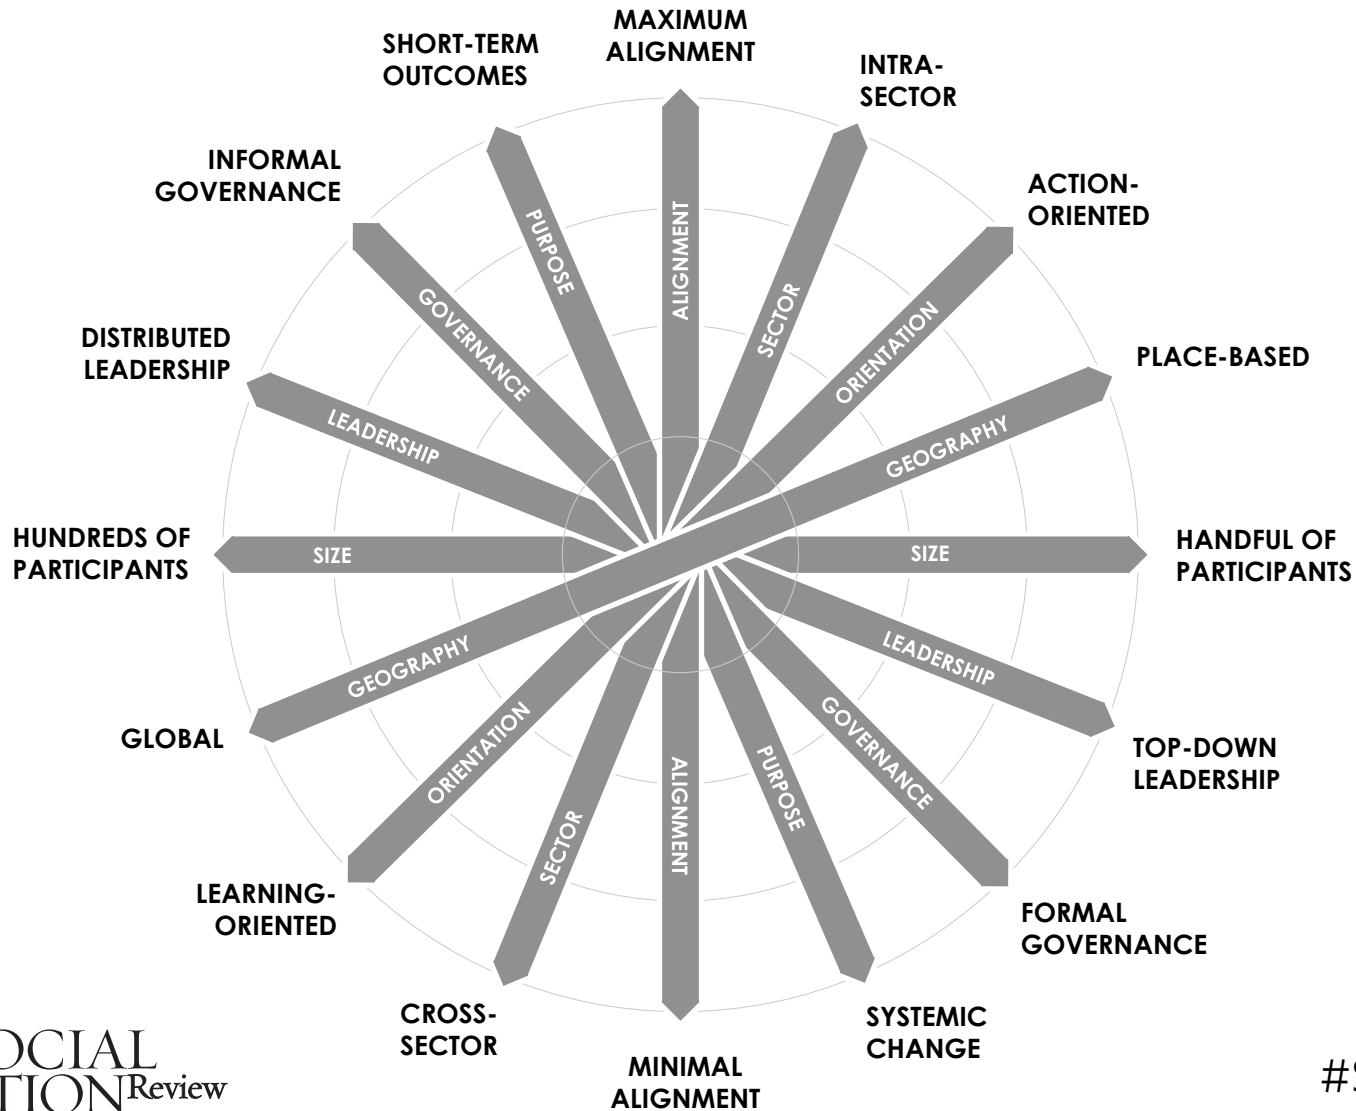 MAXIMUM
ALIGNMENT
SHORT-TERM
OUTCOMES
INTRA-
SECTOR
INFORMAL
GOVERNANCE
ACTION-
ORIENTED
DISTRIBUTED
LEADERSHIP
PLACE-BASED
HUNDREDS OF
PARTICIPANTS
HANDFUL OF
PARTICIPANTS
GLOBAL
TOP-DOWN
LEADERSHIP
LEARNING-
ORIENTED
FORMAL
GOVERNANCE
CROSS-
SECTOR
SYSTEMIC
CHANGE
MINIMAL
ALIGNMENT
PURPOSE
ALIGNMENT
SECTOR
GOVERNANCE
ORIENTATION
LEADERSHIP
GEOGRAPHY
SIZE
SIZE
GEOGRAPHY
LEADERSHIP
ORIENTATION
GOVERNANCE
SECTOR
ALIGNMENT
PURPOSE
OCIAL
TION Review
#S